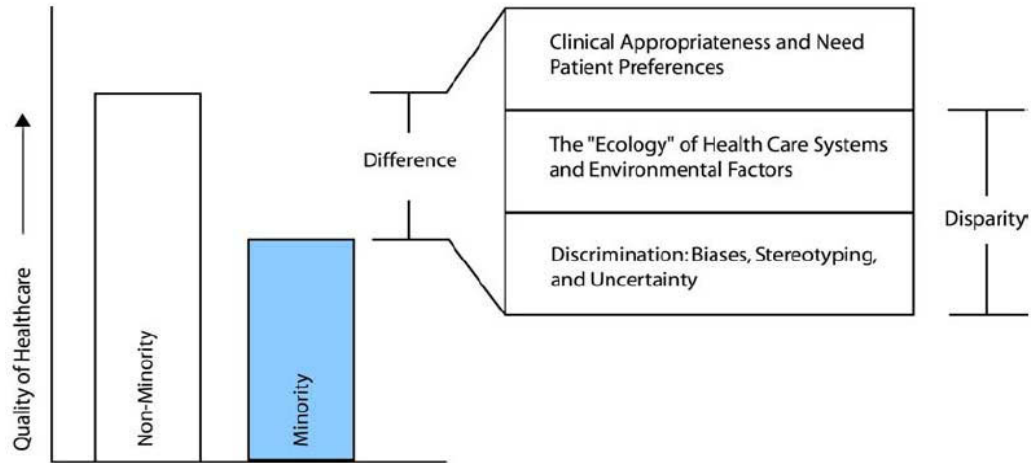 Quality of Healthcare
Non-Minority
Minority
Difference
Clinical Appropriateness and Need
Patient Preferences
The "Ecology" of Health Care Systems
and Environmental Factors
Discrimination: Biases, Stereotyping,
and Uncertainty
Disparity